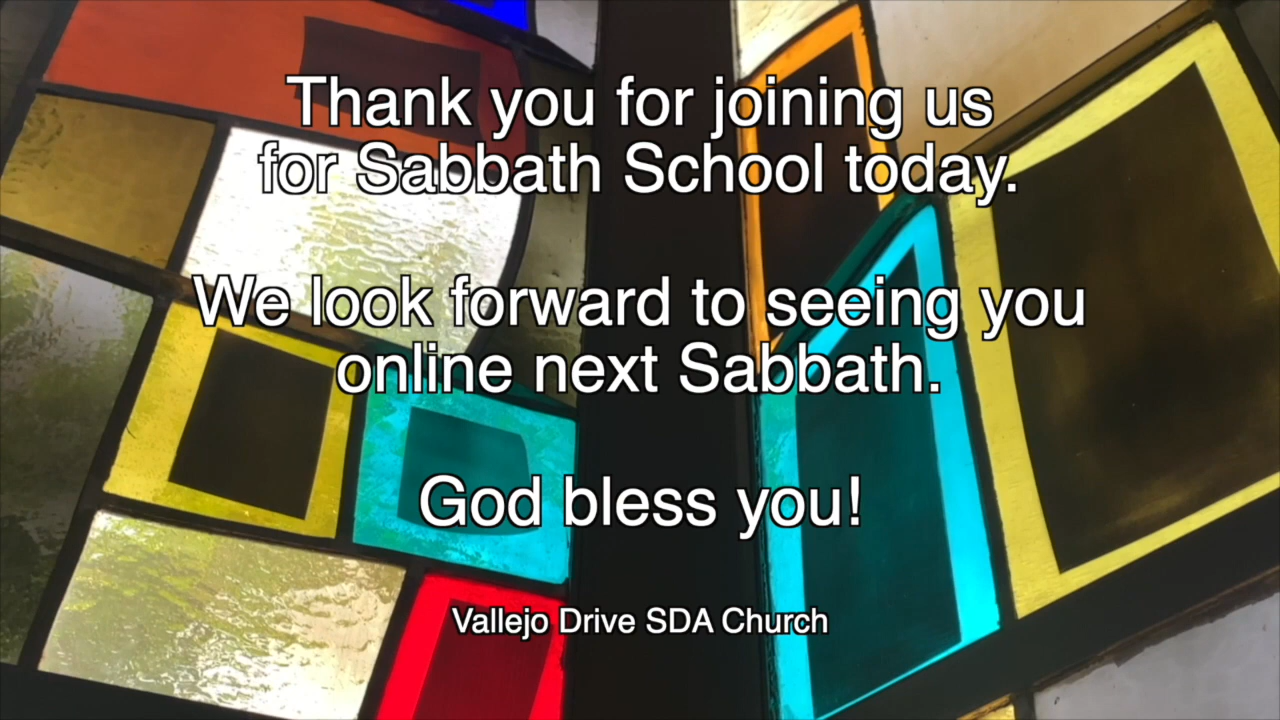 Thank you for joining us
for Sabbath School today.
We look forward to seeing you
online next Sabbath.
God bless you!
Vallejo Drive SDA Church